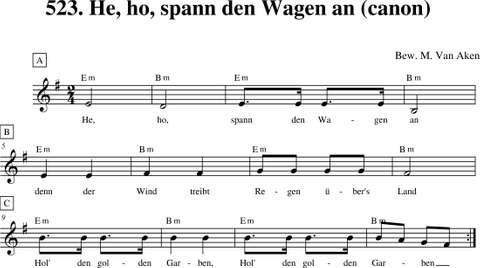 523. He, ho, spann den Wagen an (canon)
Bew. M. Van Aken
A
Em Bm Em Bm
2 4
He, ho, spann den Wa - gen an
B
5 Em Bm Em Bm
denn der Wind treibt Re - gen ü - ber's Land
C
9 Em Bm Em Bm
Hol' den gol - den Gar - ben, Hol' den gol - den Gar - ben